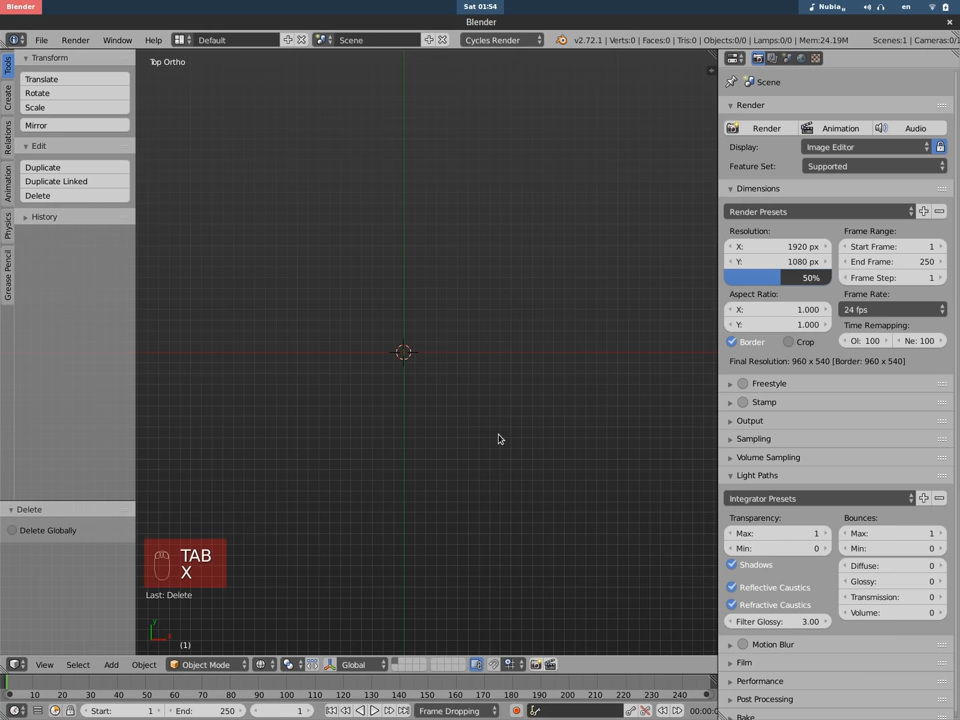 Blender
Sat 01:54
Nubia
en
Blender
File Render Window Help
Default
Scene
Cycles Render
v2.72.1 | Verts:0 | Faces:0 | Tris:0 | Objects:0/0 | Lamps:0/0 | Mem:24.19M
Scenes:1 | Cameras:0/
Tools
Create
Relations
Animation
Physics
Grease Pencil
Transform
Translate
Rotate
Scale
Mirror
Edit
Duplicate
Duplicate Linked
Delete
History
Delete
Delete Globally
Top Ortho
TAB
X
Last: Delete
y
x
(1)
Scene
Render
Render Animation Audio
Display: Image Editor
Feature Set: Supported
Dimensions
Render Presets
Resolution: Frame Range:
X: 1920 px Start Frame: 1
Y: 1080 px End Frame: 250
50% Frame Step: 1
Aspect Ratio: Frame Rate:
X: 1.000 24 fps
Y: 1.000 Time Remapping:
Border Crop Ol: 100 Ne: 100
Final Resolution: 960 x 540 [Border: 960 x 540]
Freestyle
Stamp
Output
Sampling
Volume Sampling
Light Paths
Integrator Presets
Transparency: Bounces:
Max: 1 Max: 1
Min: 0 Min: 0
Shadows Diffuse: 0
Reflective Caustics Glossy: 0
Refractive Caustics Transmission: 0
Filter Glossy: 3.00 Volume: 0
Motion Blur
Film
Performance
Post Processing
Bake
View Select Add Object Object Mode Global
10 20 30 40 50 60 70 80 90 100 110 120 130 140 150 160 170 180 190 200 210 220 230 240
Start: 1 End: 250 1 Frame Dropping 00:00:0